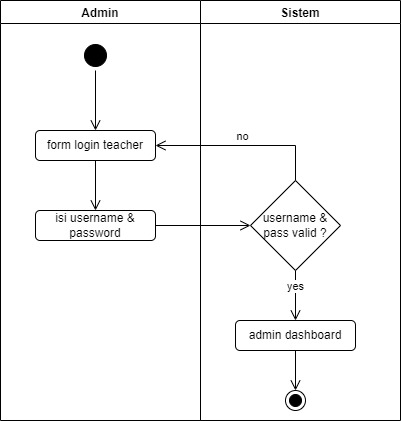 Admin
Sistem
form login teacher
no
isi username &
password
username &
pass valid ?
yes
admin dashboard